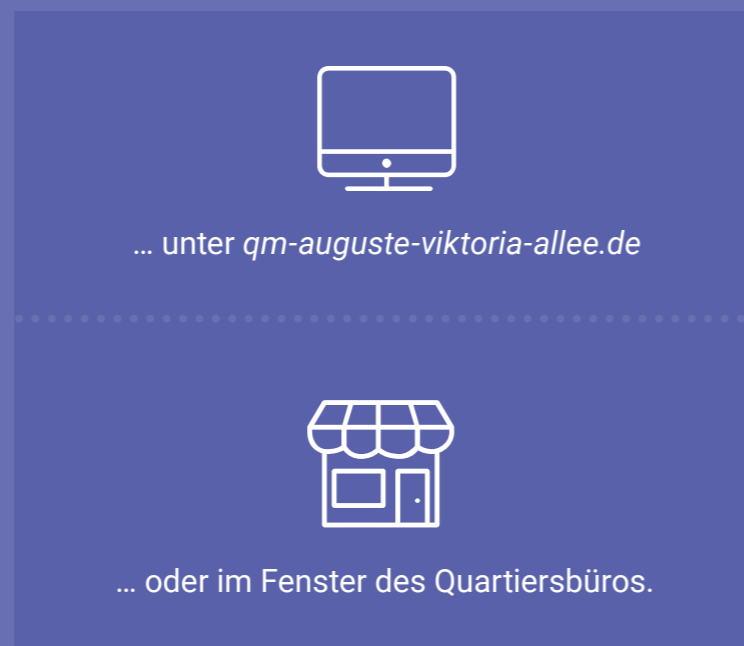 … unter qm-auguste-viktoria-allee.de
… oder im Fenster des Quartiersbüros.